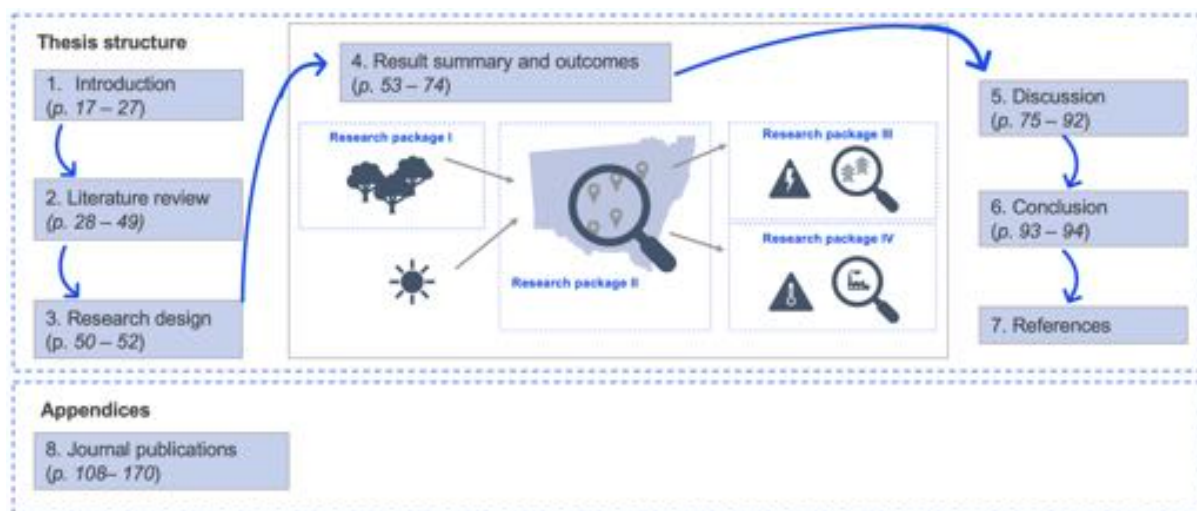 Thesis structure
1. Introduction
(p. 17 – 27)
2. Literature review
(p. 28 – 49)
3. Research design
(p. 50 – 52)
4. Result summary and outcomes
(p. 53 – 74)
Research package I
Research package II
Research package III
Research package IV
5. Discussion
(p. 75 – 92)
6. Conclusion
(p. 93 – 94)
7. References
Appendices
8. Journal publications
(p. 108– 170)